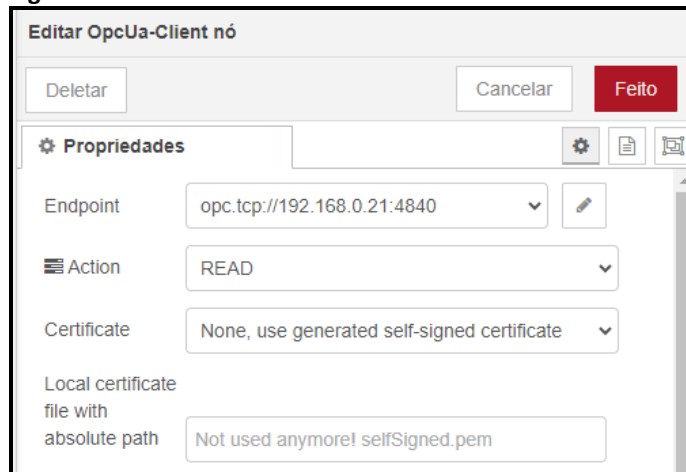 Editar OpcUa-Client nó
Deletar
Cancelar
Feito
Propriedades
Endpoint
opc.tcp://192.168.0.21:4840
Action
READ
Certificate
None, use generated self-signed certificate
Local certificate
file with
absolute path
Not used anymore! selfSigned.pem